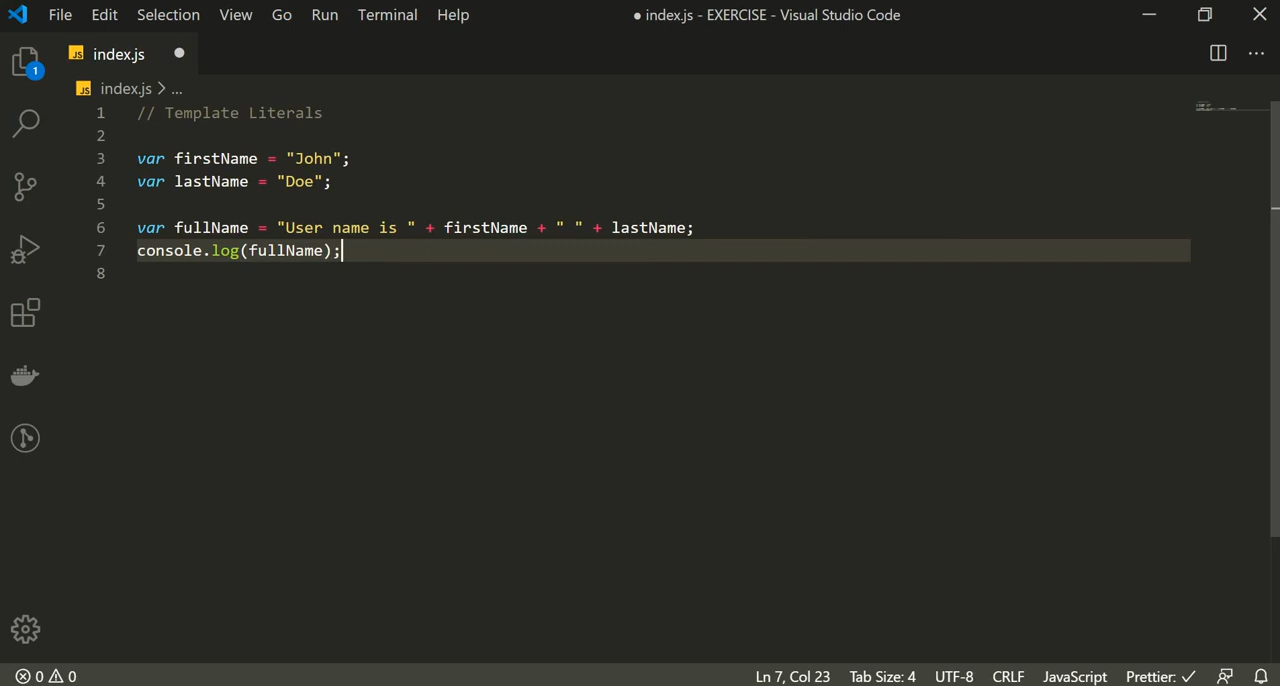 File Edit Selection View Go Run Terminal Help ● index.js - EXERCISE - Visual Studio Code
1 JS index.js
JS index.js > ...
1 // Template Literals
2
3 var firstName = "John";
4 var lastName = "Doe";
5
6 var fullName = "User name is " + firstName + " " + lastName;
7 console.log(fullName);
8
0 0 Ln 7, Col 23 Tab Size: 4 UTF-8 CRLF JavaScript Prettier: ✓